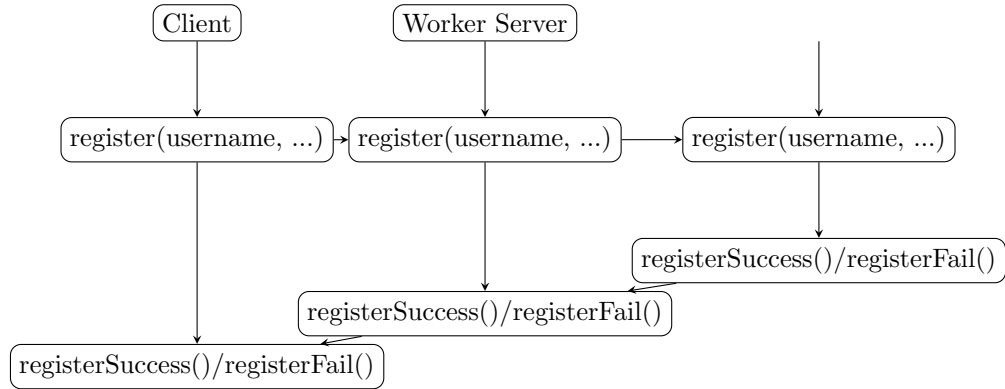 Client
Worker Server
register(username, ...)
register(username, ...)
register(username, ...)
registerSuccess()/registerFail()
registerSuccess()/registerFail()
registerSuccess()/registerFail()